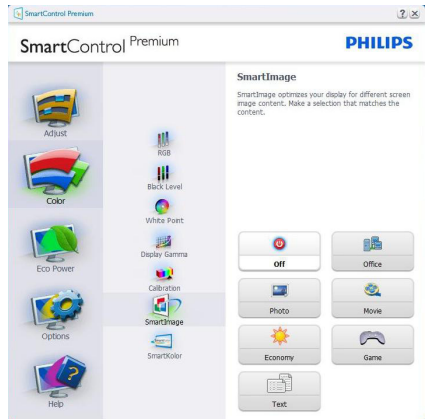 SmartControl Premium
SmartControl Premium
PHILIPS
Adjust
Color
Eco Power
Options
Help
RGB
Black Level
White Point
Display Gamma
Calibration
SmartImage
SmartKolor
SmartImage
SmartImage optimizes your display for different screen
image content. Make a selection that matches the
content.
Off
Office
Photo
Movie
Economy
Game
Text